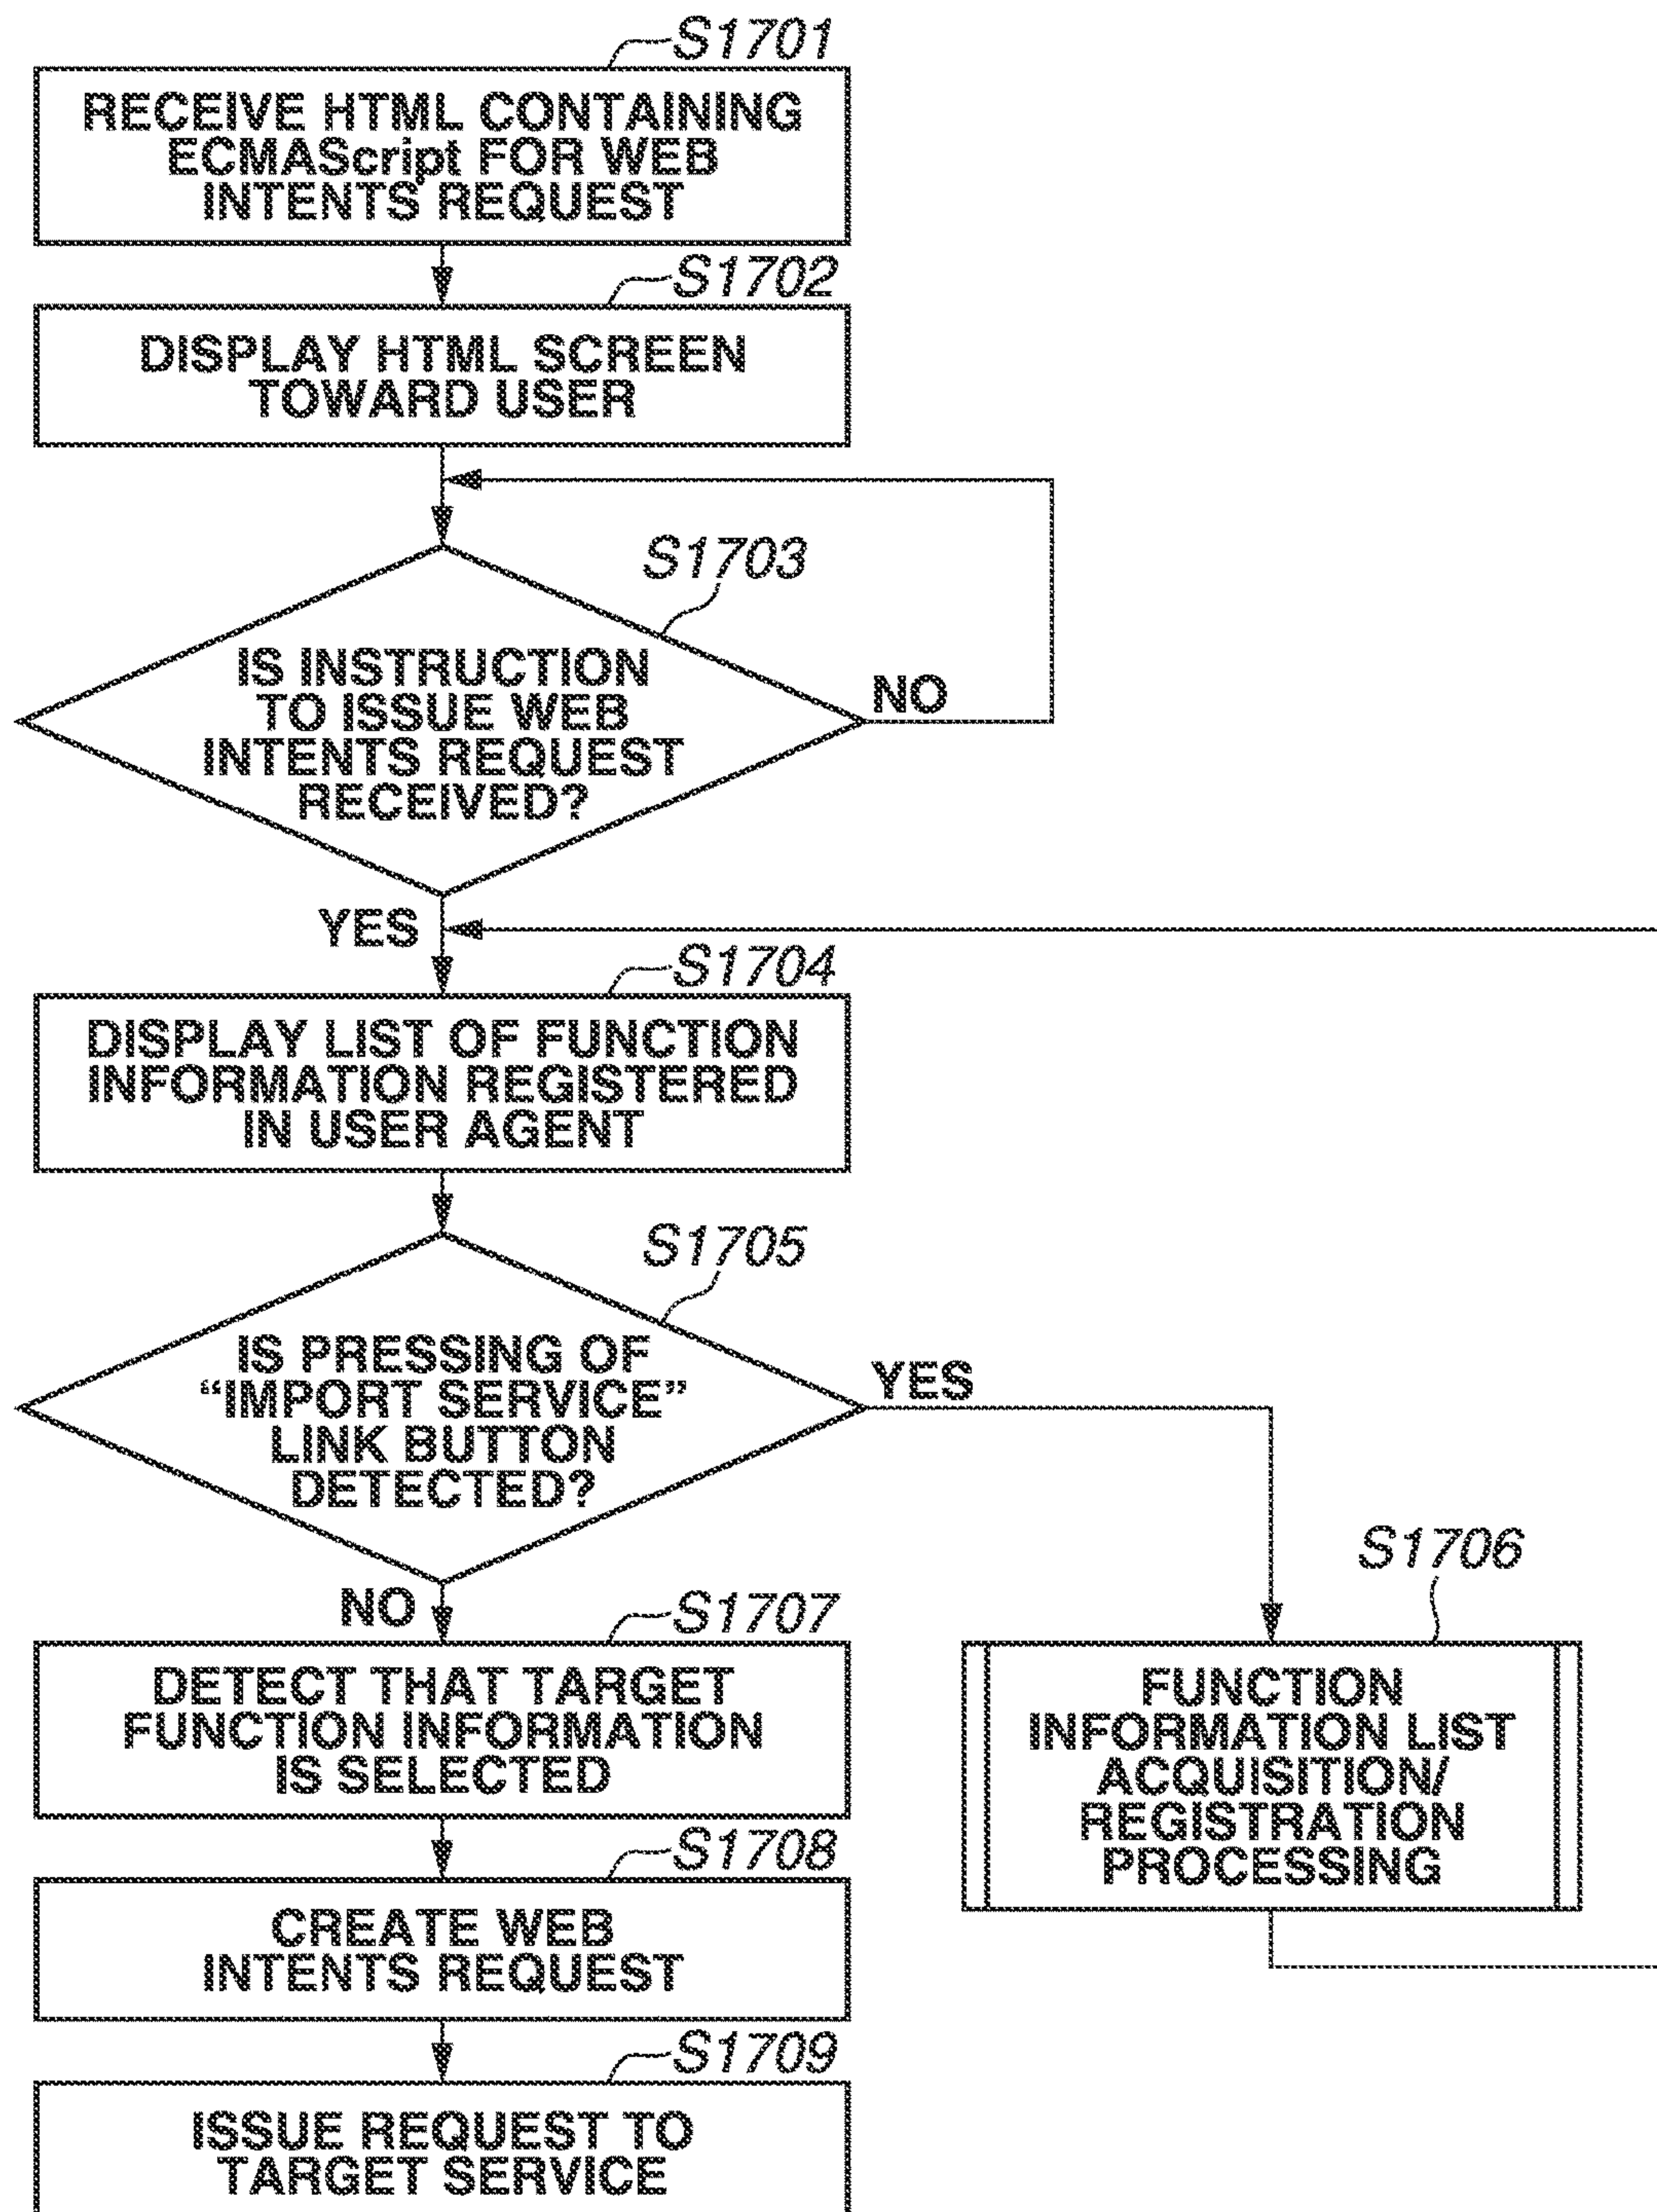 S1701
RECEIVE HTML CONTAINING
ECMAScript FOR WEB
INTENTS REQUEST
S1702
DISPLAY HTML SCREEN
TOWARD USER
S1703
IS INSTRUCTION
TO ISSUE WEB
INTENTS REQUEST
RECEIVED?
NO
YES
S1704
DISPLAY LIST OF FUNCTION
INFORMATION REGISTERED
IN USER AGENT
S1705
IS PRESSING OF
“IMPORT SERVICE”
LINK BUTTON
DETECTED?
YES
NO
S1706
FUNCTION
INFORMATION LIST
ACQUISITION/
REGISTRATION
PROCESSING
S1707
DETECT THAT TARGET
FUNCTION INFORMATION
IS SELECTED
S1708
CREATE WEB
INTENTS REQUEST
S1709
ISSUE REQUEST TO
TARGET SERVICE